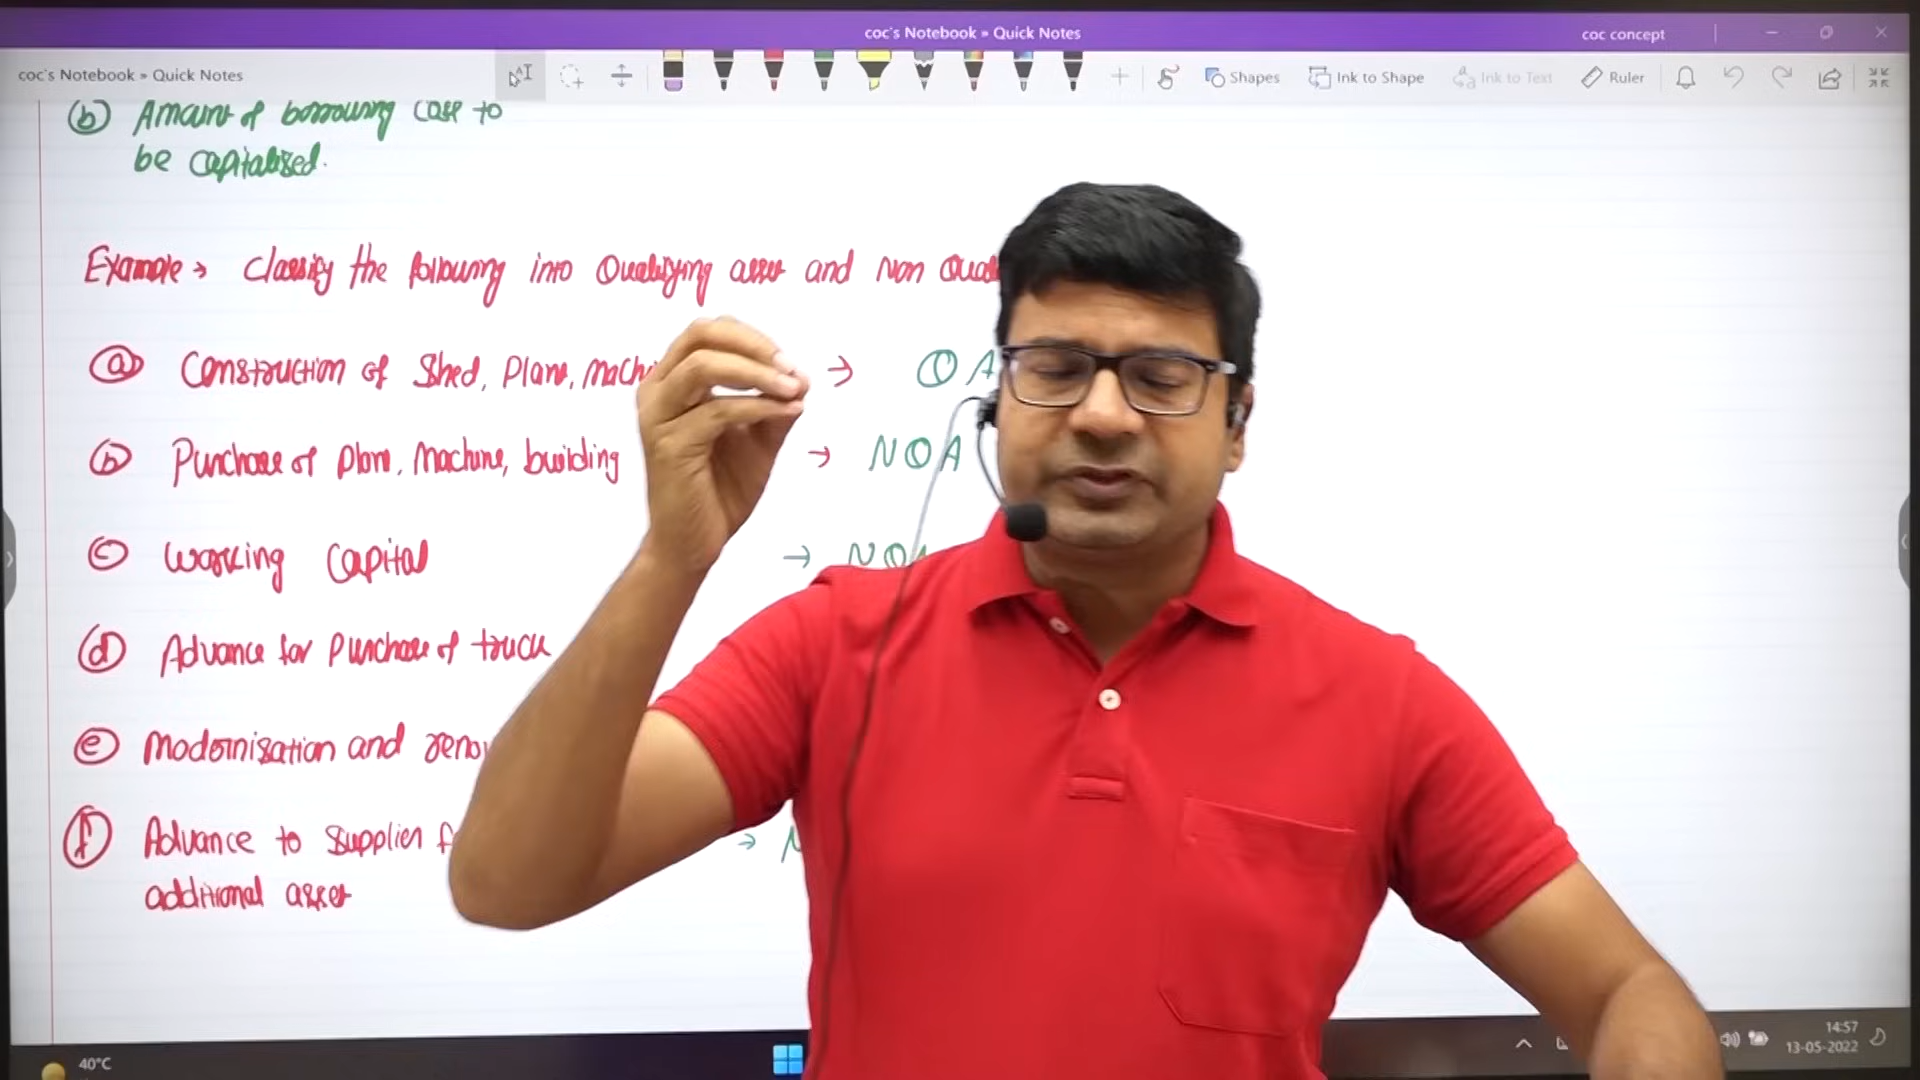 coc's Notebook » Quick Notes
coc concept
coc's Notebook » Quick Notes
Shapes
Ink to Shape
Ink to Text
Ruler
(b) Amount of borrowing cost to
be capitalised.
Example → Classify the following into Qualifying asset and Non Qual
(a) Construction of Shed, Plant, Mach → QA
(b) Purchase of plant, Machine, building → NQA
(c) Working Capital → NQA
(d) Advance for Purchase of truck
(e) Modernisation and reno
(f) Advance to Supplier f → N
additional asset
40°C
14:57
13-05-2022